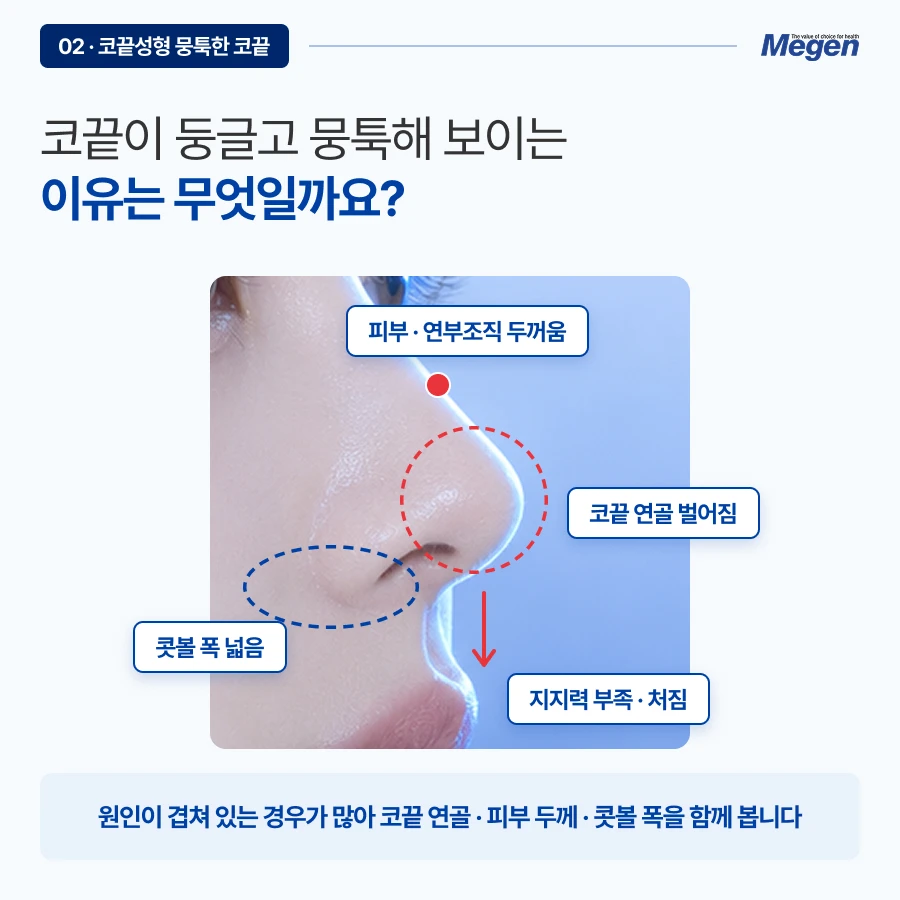 02 · 코끝성형 뭉툭한 코끝
The value of choice for health
Megen
코끝이 둥글고 뭉툭해 보이는
이유는 무엇일까요?
피부 · 연부조직 두꺼움
코끝 연골 벌어짐
콧볼 폭 넓음
지지력 부족 · 처짐
원인이 겹쳐 있는 경우가 많아 코끝 연골 · 피부 두께 · 콧볼 폭을 함께 봅니다